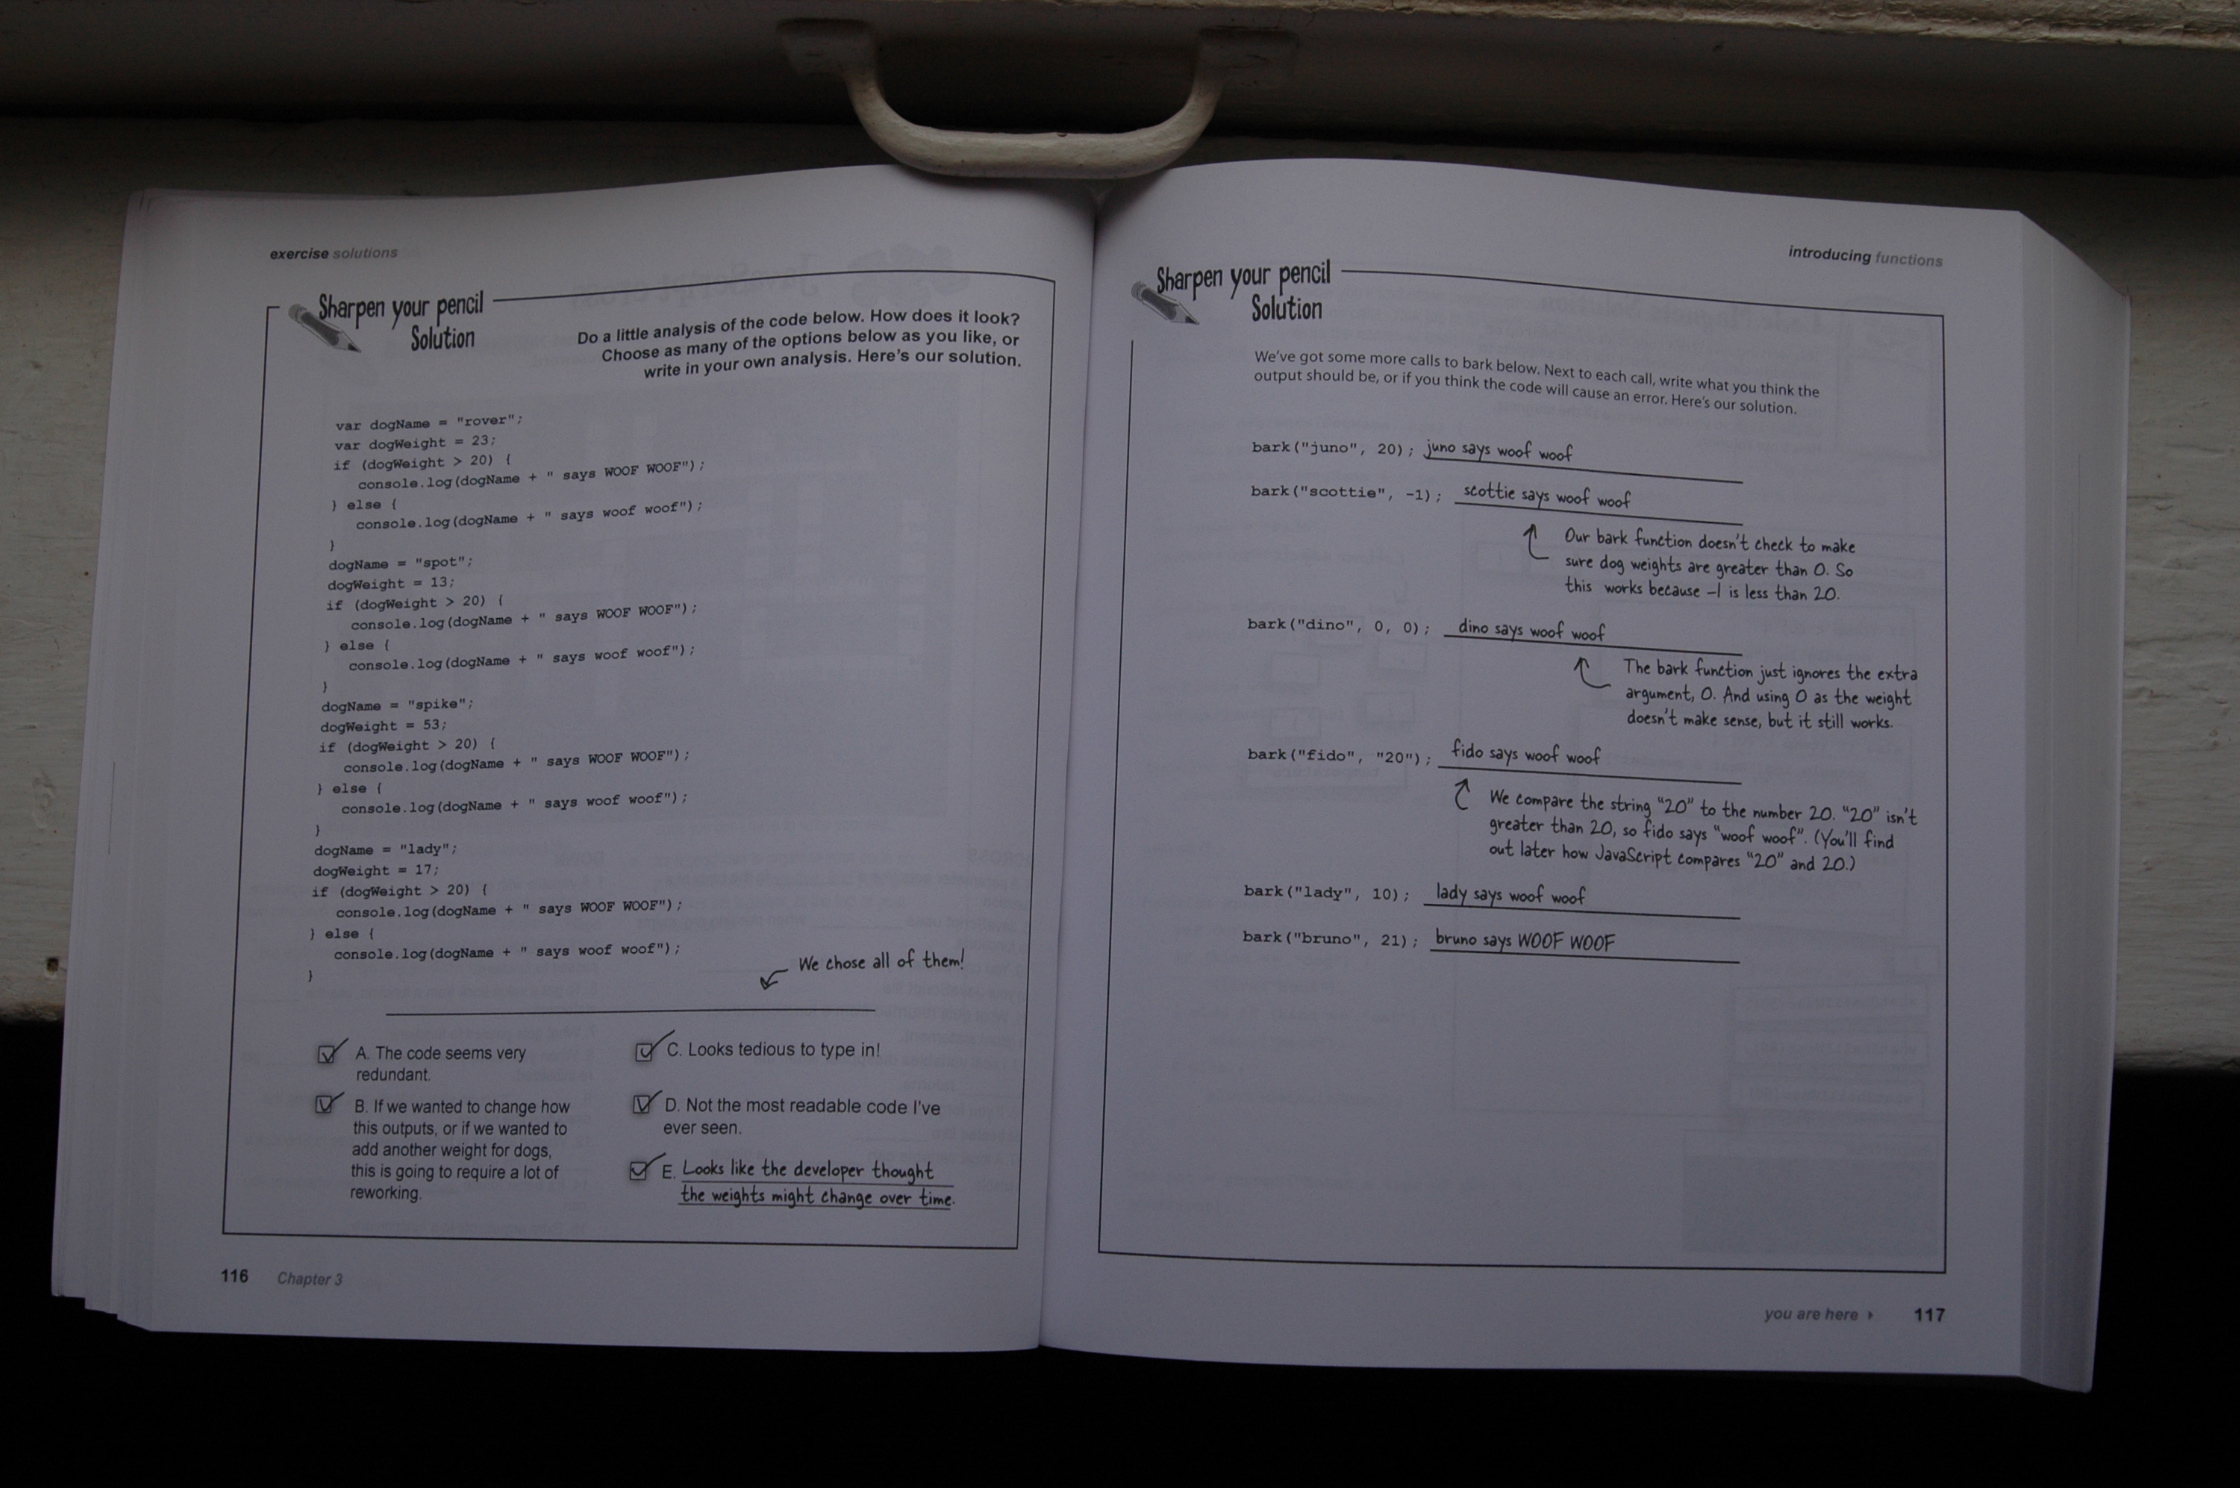 exercise solutions
Sharpen your pencil
Solution
Do a little analysis of the code below. How does it look?
Choose as many of the options below as you like, or
write in your own analysis. Here's our solution.
var dogName = "rover";
var dogWeight = 23;
if (dogWeight > 20) {
console.log(dogName + " says WOOF WOOF");
} else {
console.log(dogName + " says woof woof");
}
dogName = "spot";
dogWeight = 13;
if (dogWeight > 20) {
console.log(dogName + " says WOOF WOOF");
} else {
console.log(dogName + " says woof woof");
}
dogName = "spike";
dogWeight = 53;
if (dogWeight > 20) {
console.log(dogName + " says WOOF WOOF");
} else {
console.log(dogName + " says woof woof");
}
dogName = "lady";
dogWeight = 17;
if (dogWeight > 20) {
console.log(dogName + " says WOOF WOOF");
} else {
console.log(dogName + " says woof woof");
}
We chose all of them!
A. The code seems very
redundant.
B. If we wanted to change how
this outputs, or if we wanted to
add another weight for dogs,
this is going to require a lot of
reworking.
C. Looks tedious to type in!
D. Not the most readable code I've
ever seen.
E. Looks like the developer thought
the weights might change over time.
116 Chapter 3
introducing functions
Sharpen your pencil
Solution
We've got some more calls to bark below. Next to each call, write what you think the
output should be, or if you think the code will cause an error. Here's our solution.
bark("juno", 20); juno says woof woof
bark("scottie", -1); scottie says woof woof
Our bark function doesn't check to make
sure dog weights are greater than 0. So
this works because -1 is less than 20.
bark("dino", 0, 0); dino says woof woof
The bark function just ignores the extra
argument, 0. And using 0 as the weight
doesn't make sense, but it still works.
bark("fido", "20"); fido says woof woof
We compare the string "20" to the number 20. "20" isn't
greater than 20, so fido says "woof woof". (You'll find
out later how JavaScript compares "20" and 20.)
bark("lady", 10); lady says woof woof
bark("bruno", 21); bruno says WOOF WOOF
you are here 117